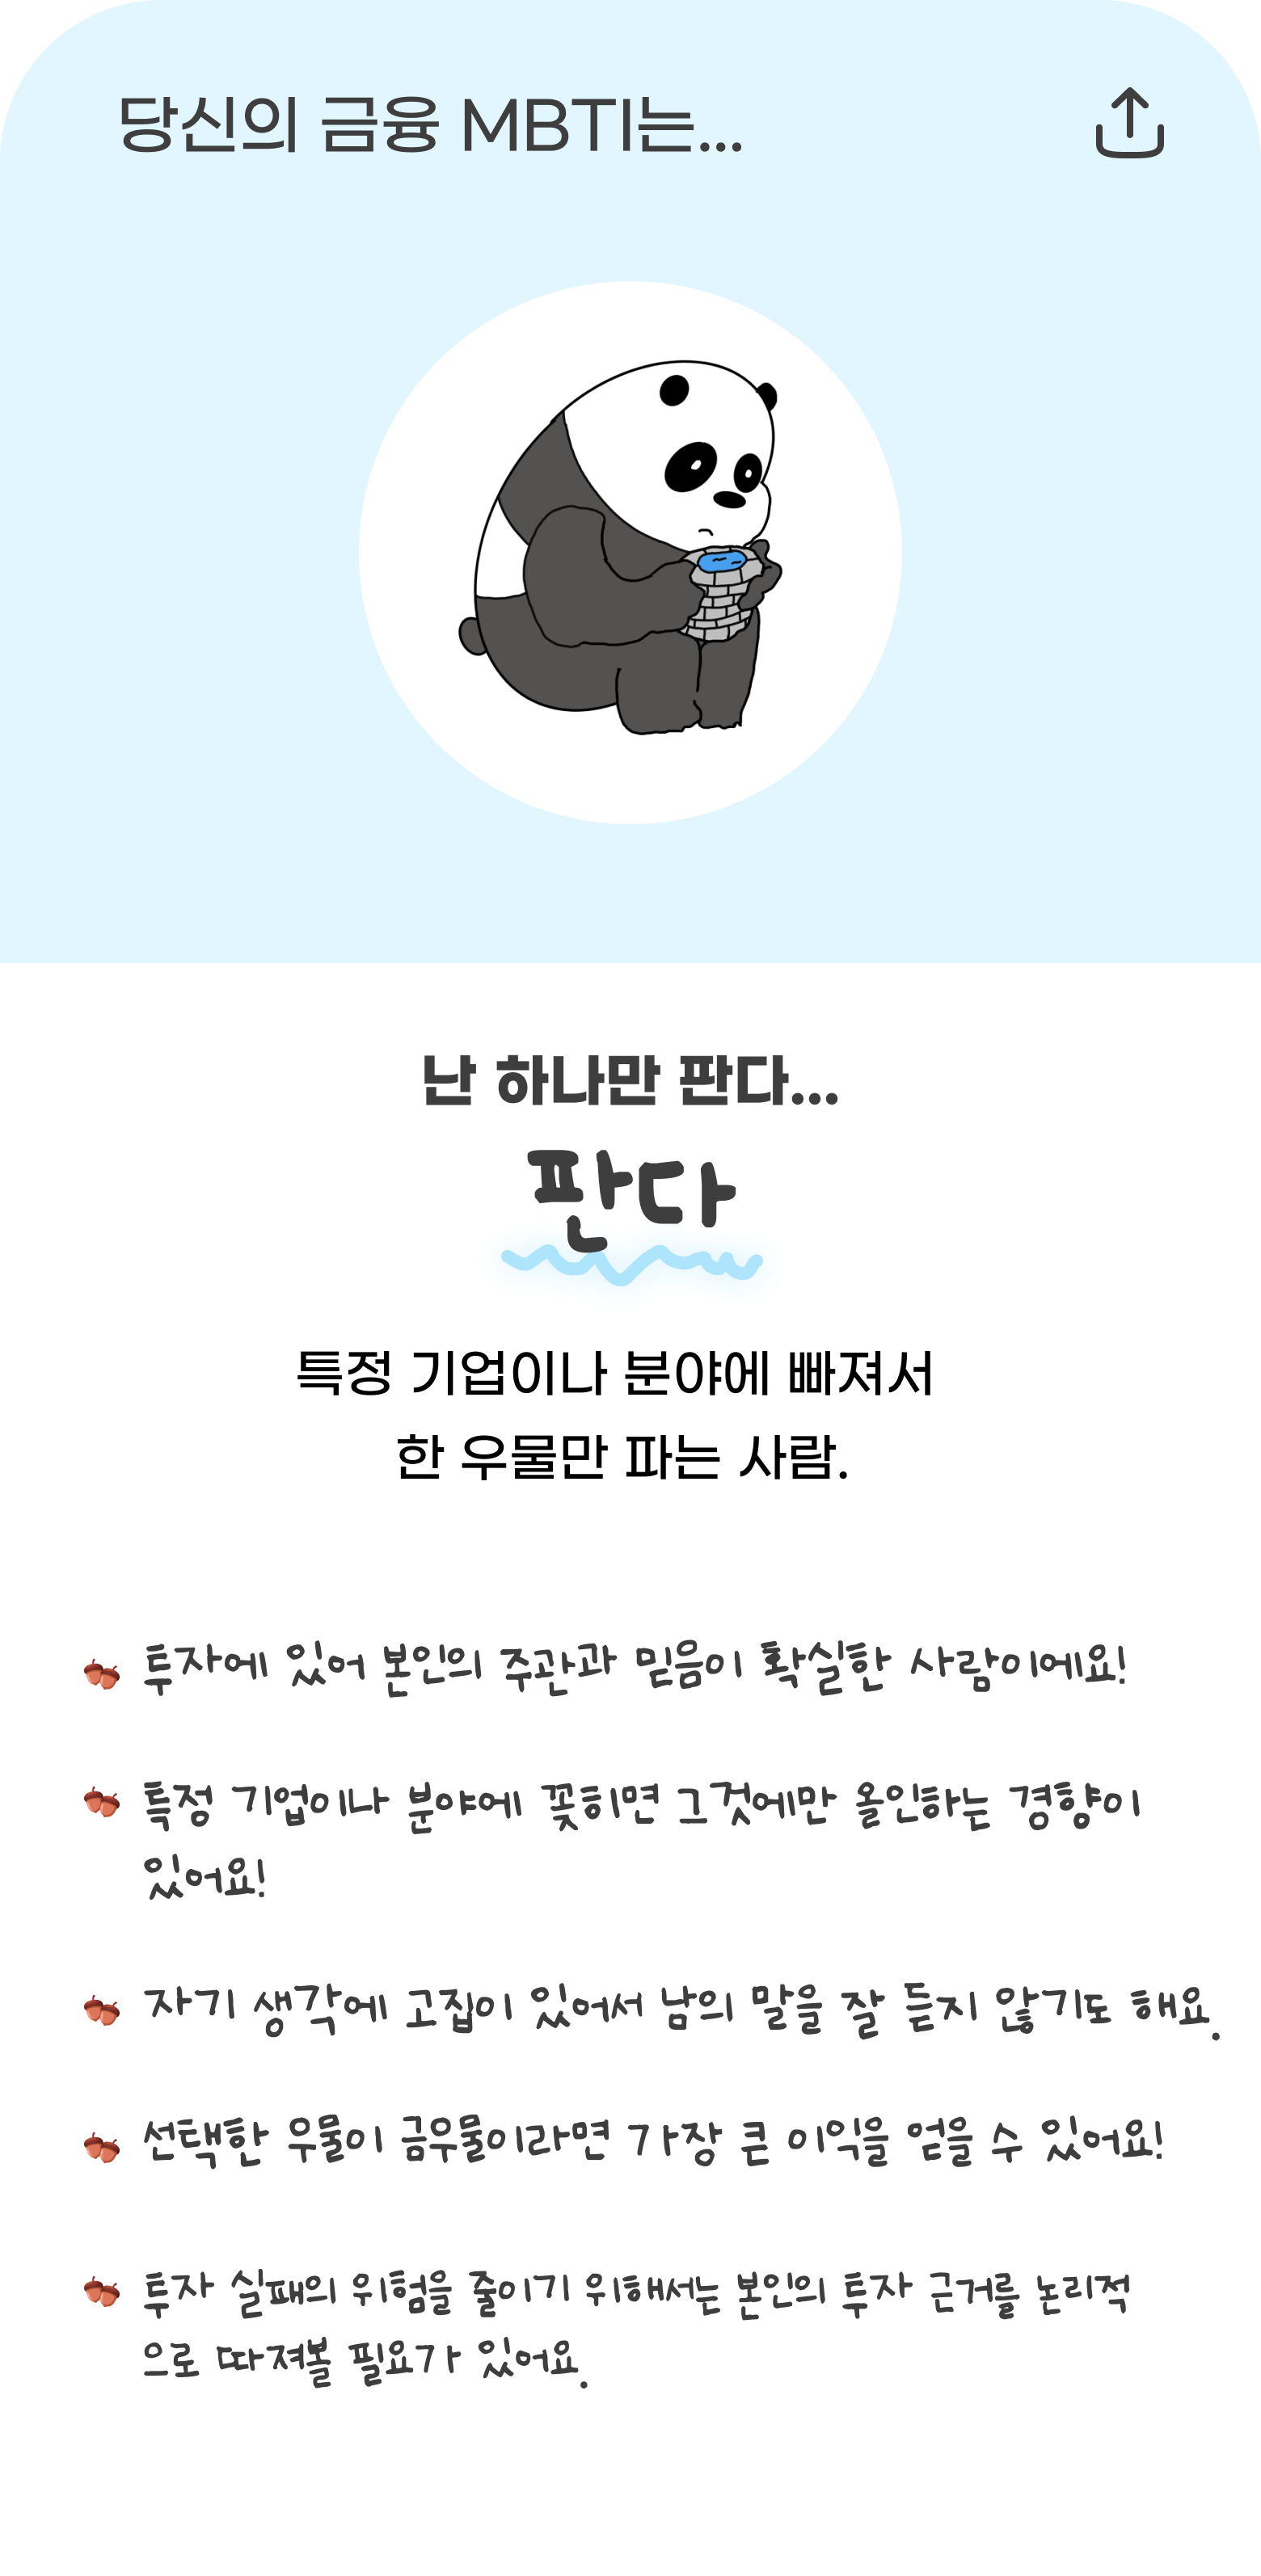 당신의 금융 MBTI는...
난 하나만 판다...
판다
특정 기업이나 분야에 빠져서
한 우물만 파는 사람.
투자에 있어 본인의 주관과 믿음이 확실한 사람이에요!
특정 기업이나 분야에 꽂히면 그것에만 올인하는 경향이
있어요!
자기 생각에 고집이 있어서 남의 말을 잘 듣지 않기도 해요.
선택한 우물이 금우물이라면 가장 큰 이익을 얻을 수 있어요!
투자 실패의 위험을 줄이기 위해서는 본인의 투자 근거를 논리적
으로 따져볼 필요가 있어요.